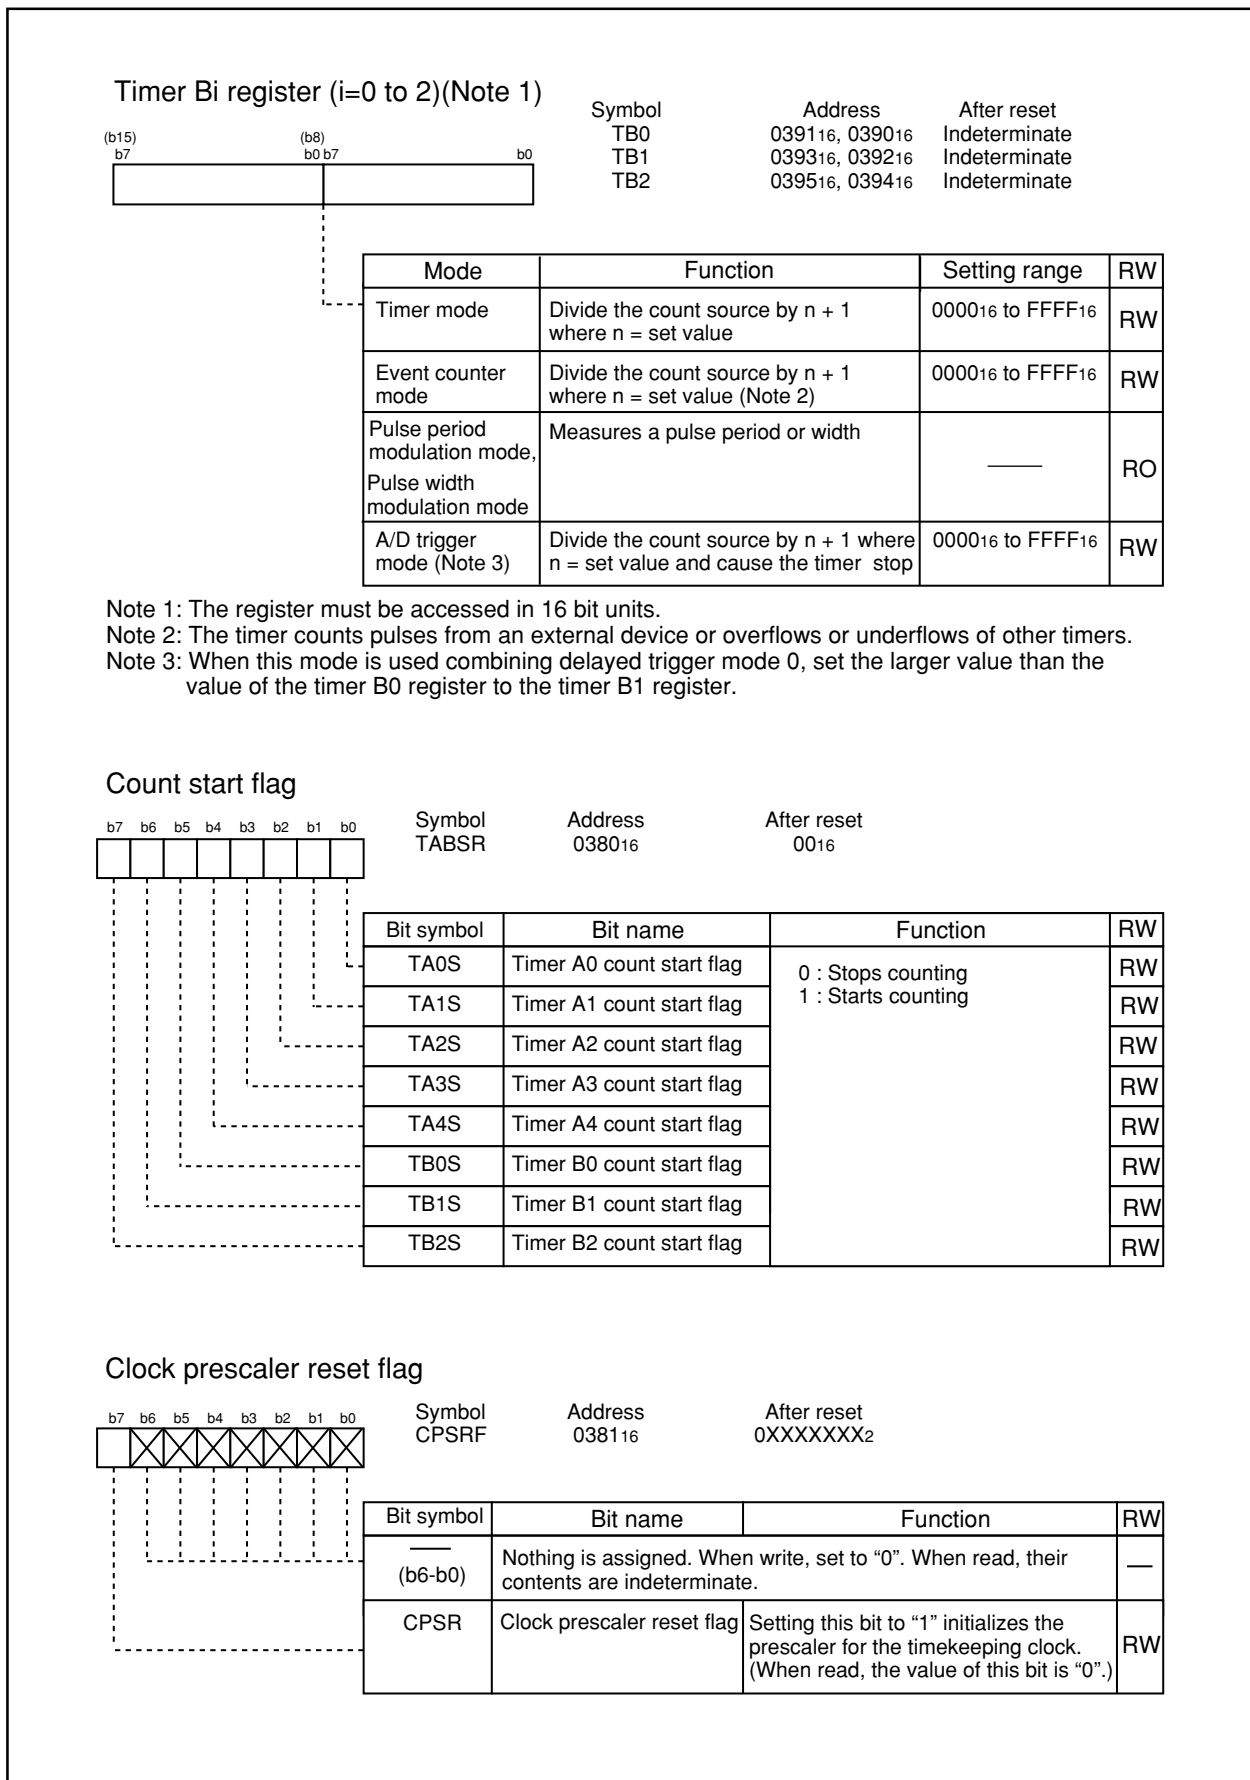 Timer Bi register (i=0 to 2)(Note 1)
Symbol Address After reset
TB0 039116, 039016 Indeterminate
TB1 039316, 039216 Indeterminate
TB2 039516, 039416 Indeterminate
(b15) (b8)
b7 b0 b7 b0
Mode Function Setting range RW
Timer mode Divide the count source by n + 1 000016 to FFFF16 RW
where n = set value
Event counter Divide the count source by n + 1 000016 to FFFF16 RW
mode where n = set value (Note 2)
Pulse period Measures a pulse period or width
modulation mode,
Pulse width
modulation mode
RO
A/D trigger Divide the count source by n + 1 where 000016 to FFFF16 RW
mode (Note 3) n = set value and cause the timer stop
Note 1: The register must be accessed in 16 bit units.
Note 2: The timer counts pulses from an external device or overflows or underflows of other timers.
Note 3: When this mode is used combining delayed trigger mode 0, set the larger value than the
value of the timer B0 register to the timer B1 register.
Count start flag
Symbol Address After reset
TABSR 038016 0016
b7 b6 b5 b4 b3 b2 b1 b0
Bit symbol Bit name Function RW
TA0S Timer A0 count start flag 0 : Stops counting RW
1 : Starts counting
TA1S Timer A1 count start flag RW
TA2S Timer A2 count start flag RW
TA3S Timer A3 count start flag RW
TA4S Timer A4 count start flag RW
TB0S Timer B0 count start flag RW
TB1S Timer B1 count start flag RW
TB2S Timer B2 count start flag RW
Clock prescaler reset flag
Symbol Address After reset
CPSRF 038116 0XXXXXXX2
b7 b6 b5 b4 b3 b2 b1 b0
Bit symbol Bit name Function RW
(b6-b0) Nothing is assigned. When write, set to “0”. When read, their —
contents are indeterminate.
CPSR Clock prescaler reset flag Setting this bit to “1” initializes the RW
prescaler for the timekeeping clock.
(When read, the value of this bit is “0”.)